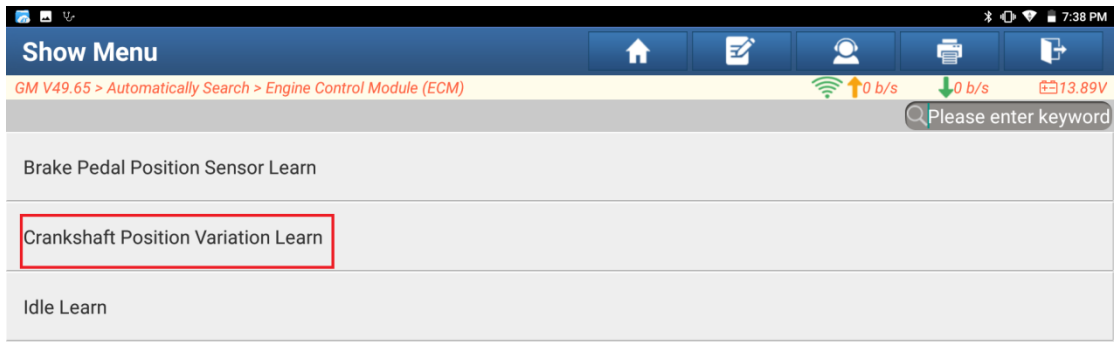 7:38 PM
Show Menu
GM V49.65 > Automatically Search > Engine Control Module (ECM) 0 b/s 0 b/s 13.89V
Please enter keyword
Brake Pedal Position Sensor Learn
Crankshaft Position Variation Learn
Idle Learn